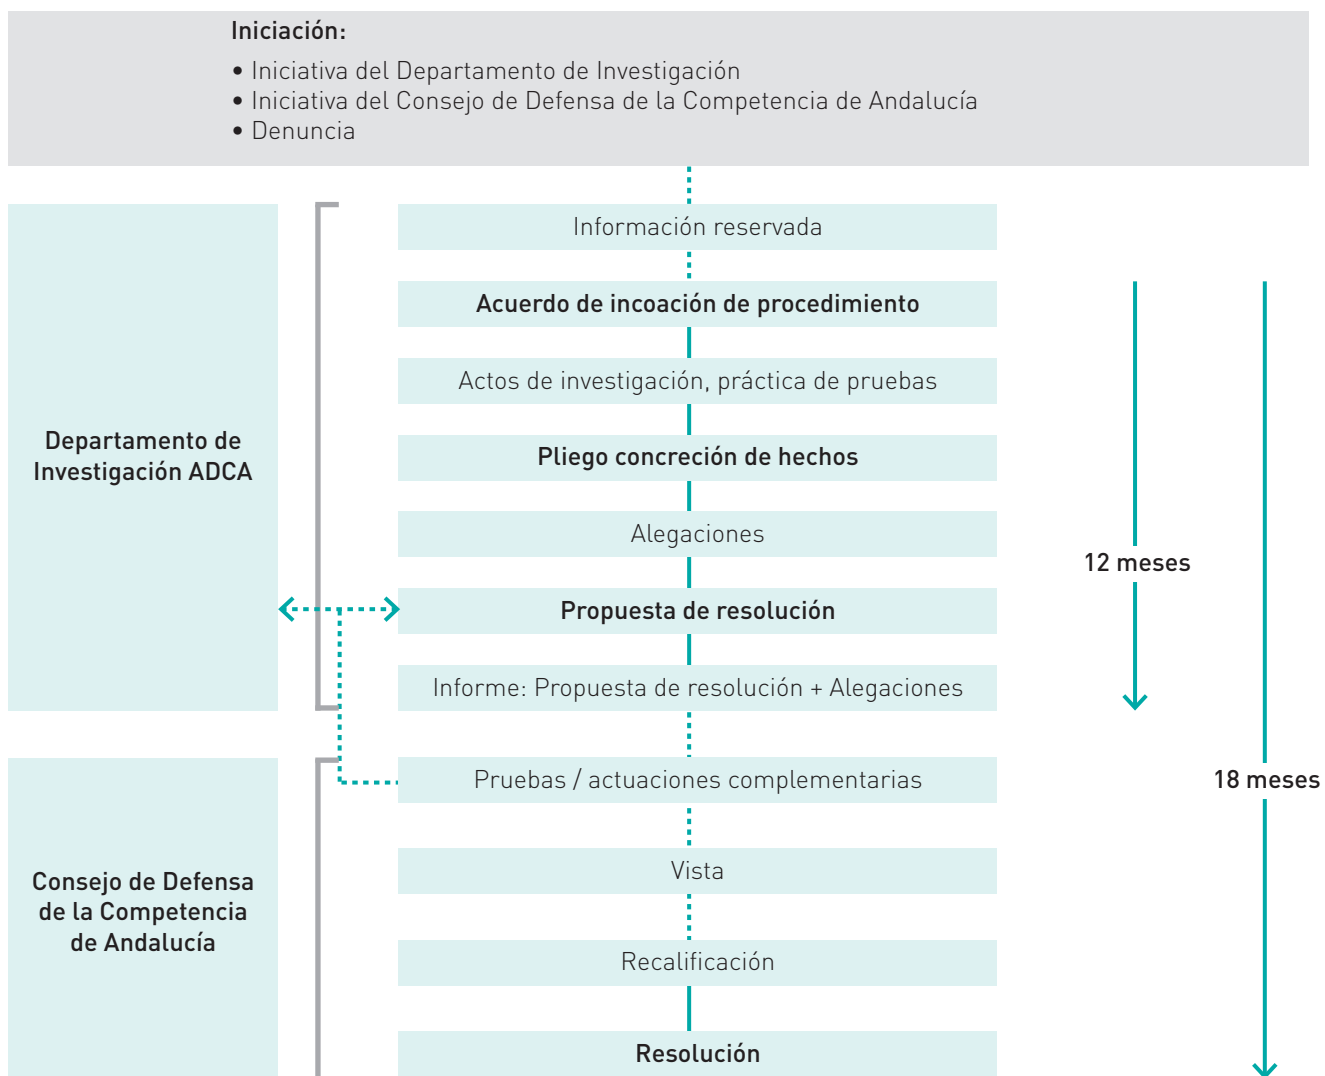 Iniciación:
• Iniciativa del Departamento de Investigación
• Iniciativa del Consejo de Defensa de la Competencia de Andalucía
• Denuncia
Departamento de
Investigación ADCA
Información reservada
Acuerdo de incoación de procedimiento
Actos de investigación, práctica de pruebas
Pliego concreción de hechos
Alegaciones
Propuesta de resolución
Informe: Propuesta de resolución + Alegaciones
12 meses
18 meses
Consejo de Defensa
de la Competencia
de Andalucía
Pruebas / actuaciones complementarias
Vista
Recalificación
Resolución